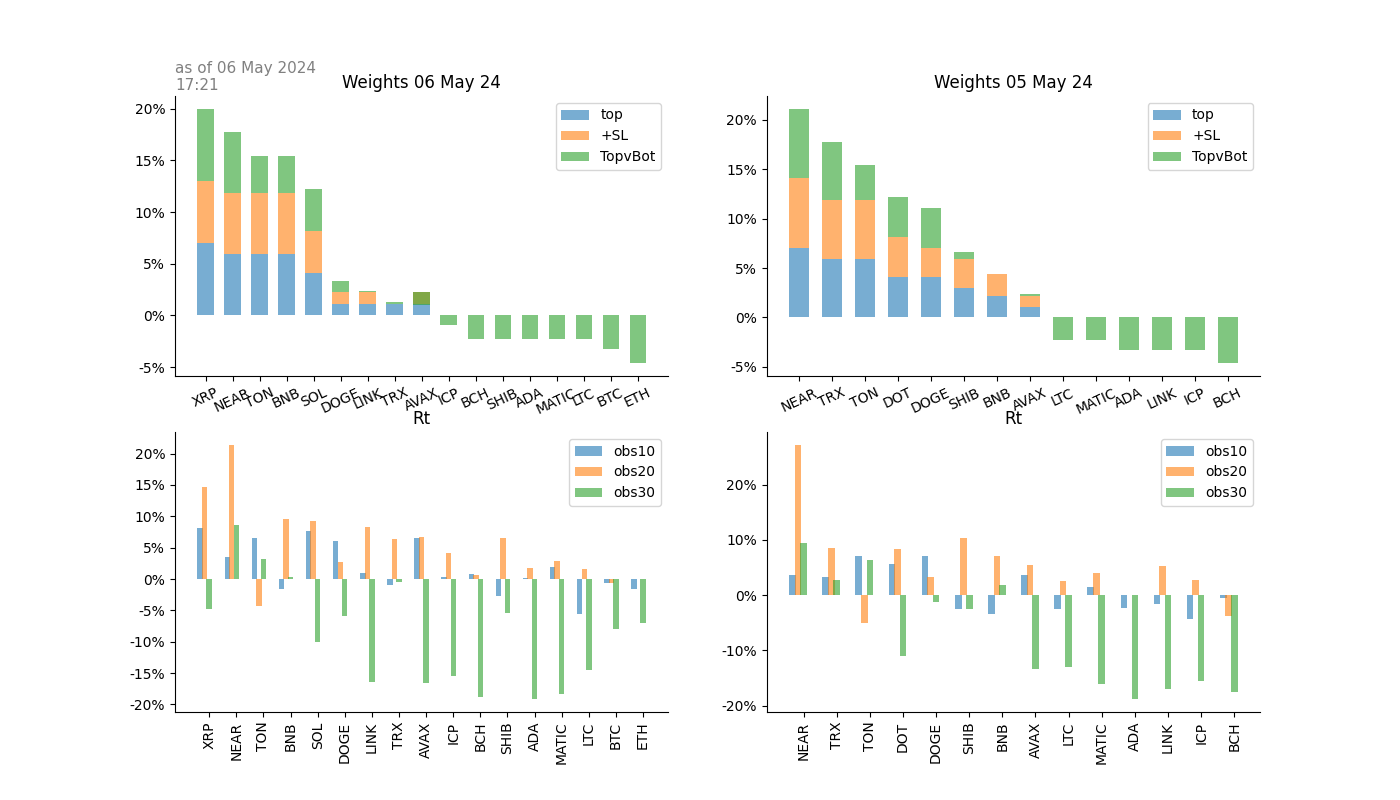 as of 06 May 2024
17:21
Weights 06 May 24
20%
15%
10%
5%
0%
-5%
top
+SL
TopvBot
XRP NEAR TON BNB SOL DOGE LINK TRX AVAX ICP BCH SHIB ADA MATIC LTC BTC ETH
Weights 05 May 24
20%
15%
10%
5%
0%
-5%
top
+SL
TopvBot
NEAR TRX TON DOT DOGE SHIB BNB AVAX LTC MATIC ADA LINK ICP BCH
Rt
20%
15%
10%
5%
0%
-5%
-10%
-15%
-20%
obs10
obs20
obs30
XRP NEAR TON BNB SOL DOGE LINK TRX AVAX ICP BCH SHIB ADA MATIC LTC BTC ETH
Rt
20%
10%
0%
-10%
-20%
obs10
obs20
obs30
NEAR TRX TON DOT DOGE SHIB BNB AVAX LTC MATIC ADA LINK ICP BCH